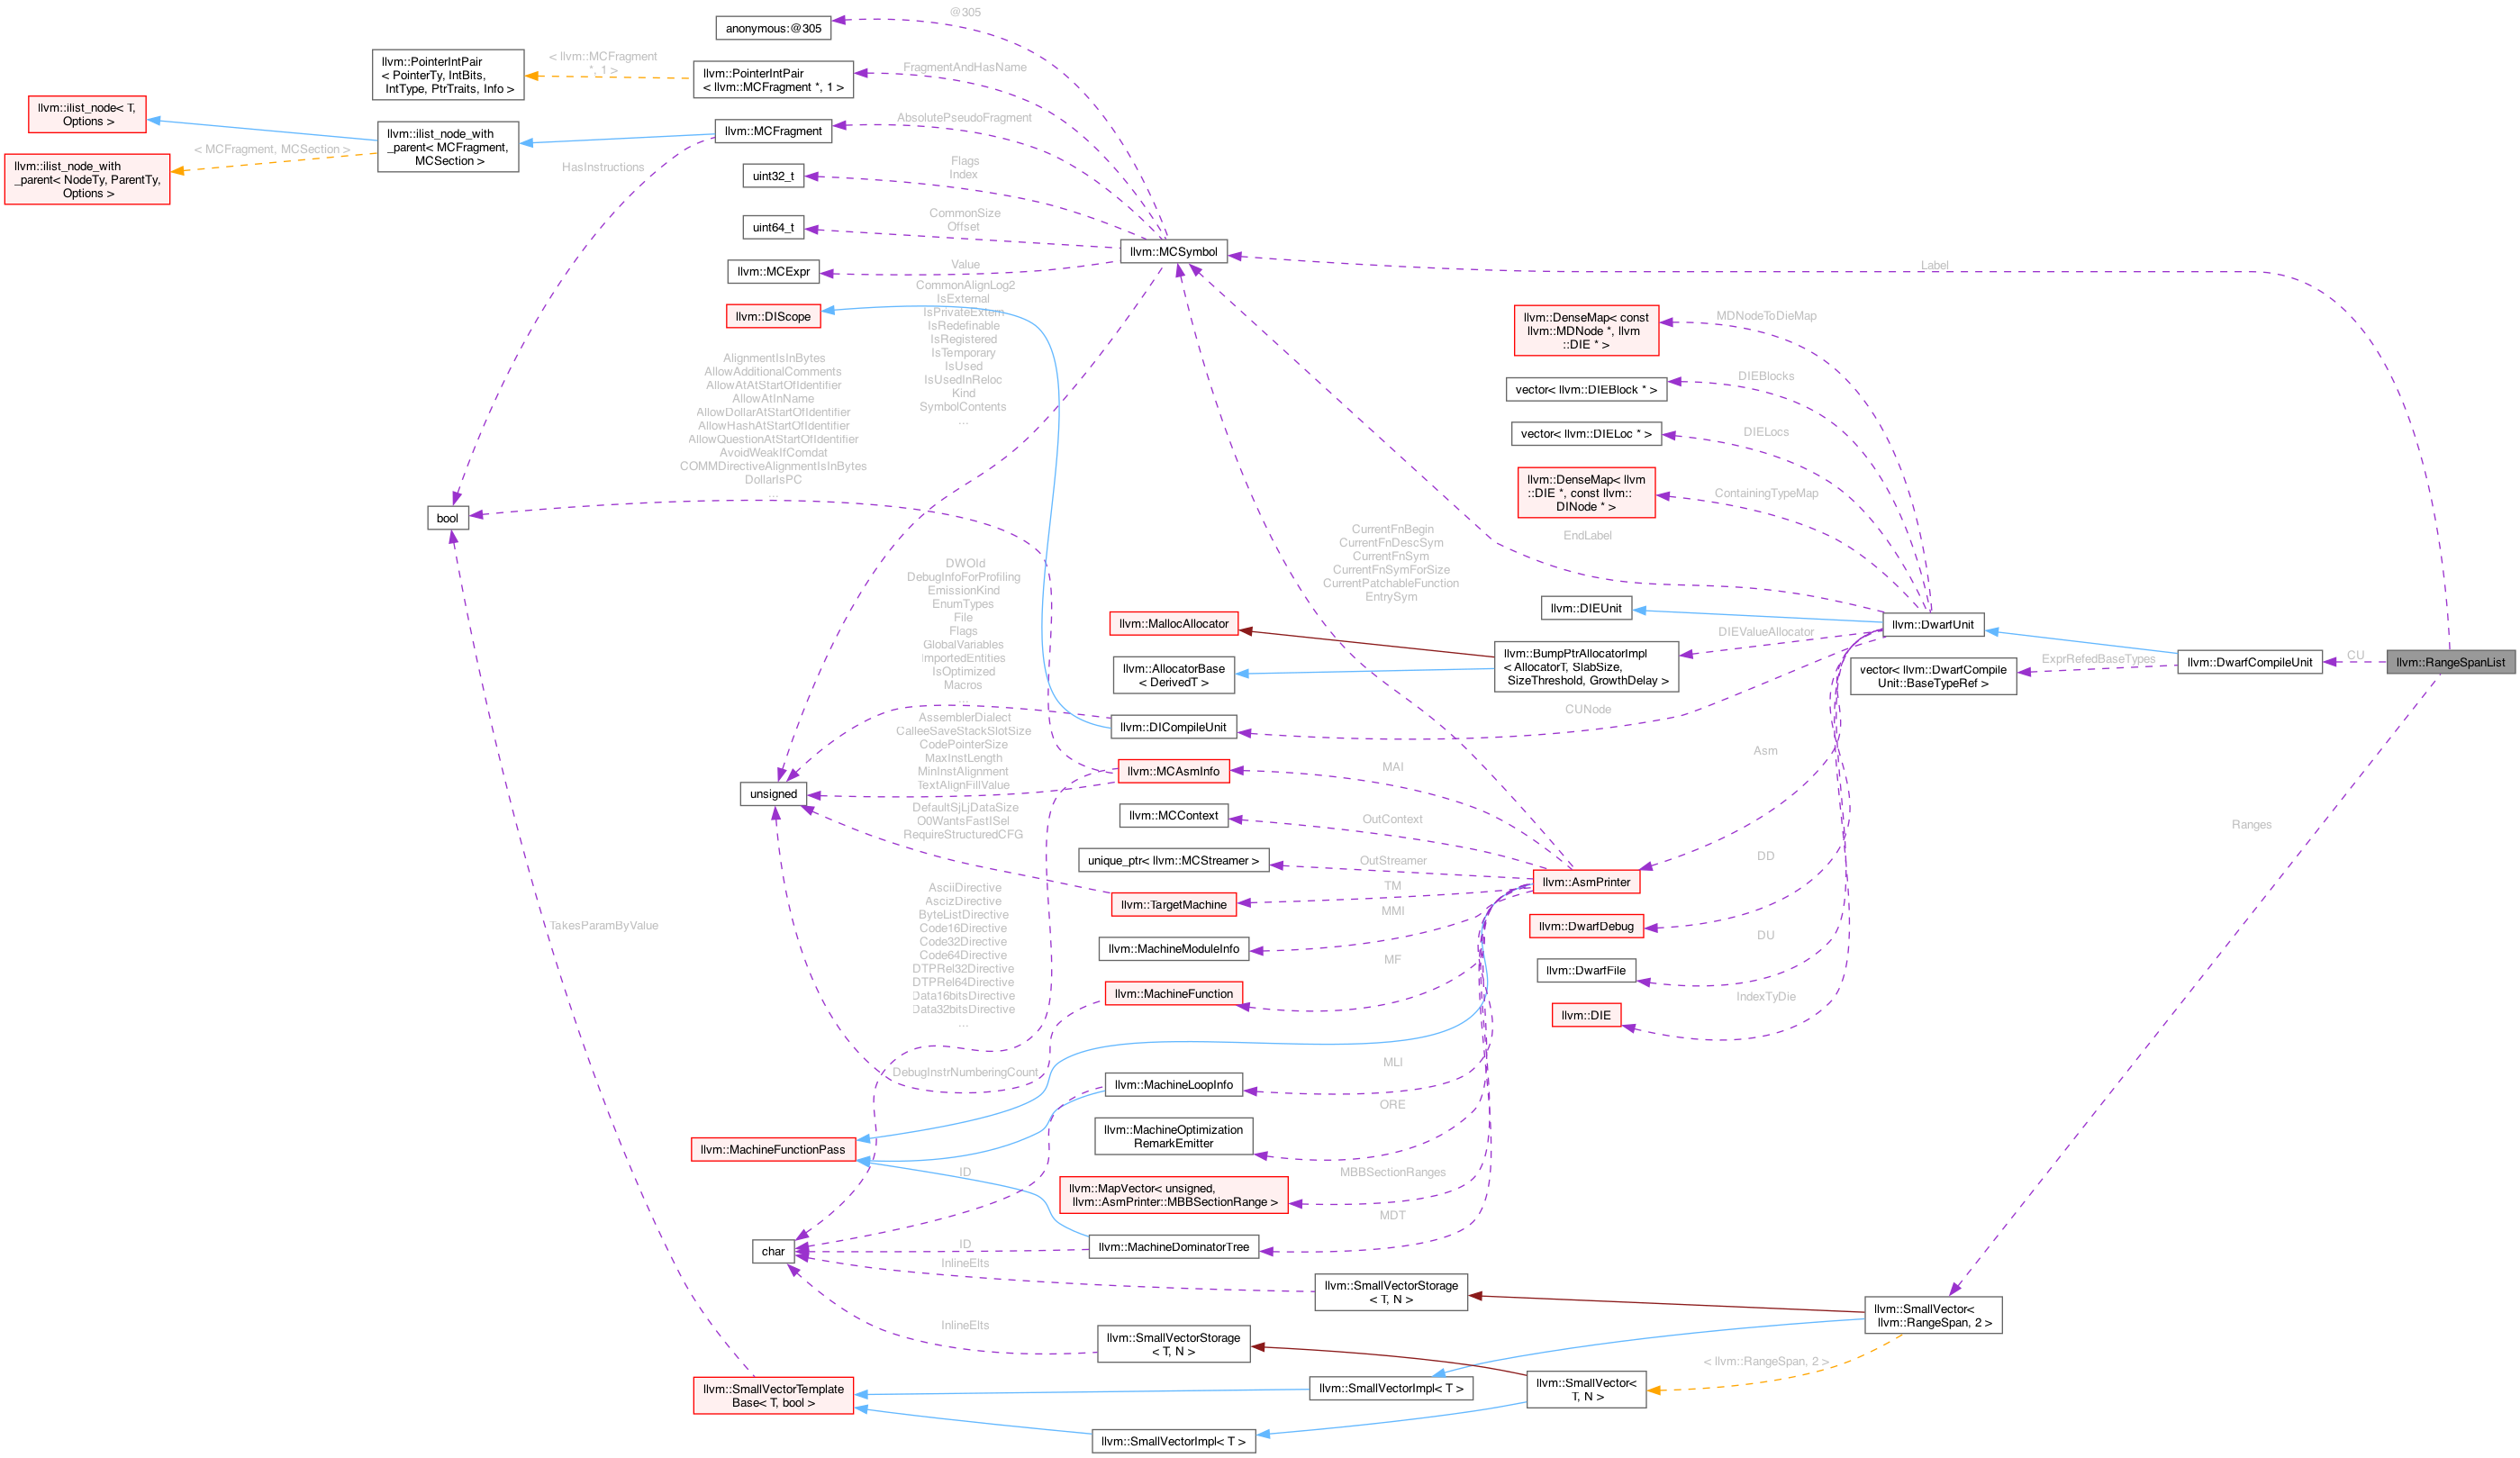 @305
anonymous:@305
llvm::PointerIntPair
< PointerTy, IntBits,
IntType, PtrTraits, Info >
< llvm::MCFragment
*, 1 >
llvm::PointerIntPair
< llvm::MCFragment *, 1 >
FragmentAndHasName
llvm::ilist_node< T,
Options >
llvm::ilist_node_with
_parent< NodeTy, ParentTy,
Options >
< MCFragment, MCSection >
llvm::ilist_node_with
_parent< MCFragment,
MCSection >
llvm::MCFragment
AbsolutePseudoFragment
HasInstructions
uint32_t
Flags
Index
uint64_t
CommonSize
Offset
llvm::MCExpr
Value
llvm::MCSymbol
Label
llvm::DIScope
CommonAlignLog2
IsExternal
IsPrivateExtern
IsRedefinable
IsRegistered
IsTemporary
IsUsed
IsUsedInReloc
Kind
SymbolContents
...
AlignmentIsInBytes
AllowAdditionalComments
AllowAtAtStartOfIdentifier
AllowAtInName
AllowDollarAtStartOfIdentifier
AllowHashAtStartOfIdentifier
AllowQuestionAtStartOfIdentifier
AvoidWeakIfComdat
COMMDirectiveAlignmentIsInBytes
DollarIsPC
...
bool
llvm::DenseMap< const
llvm::MDNode *, llvm
::DIE * >
MDNodeToDieMap
vector< llvm::DIEBlock * >
DIEBlocks
vector< llvm::DIELoc * >
DIELocs
llvm::DenseMap< llvm
::DIE *, const llvm::
DINode * >
ContainingTypeMap
CurrentFnBegin
CurrentFnDescSym
CurrentFnSym
CurrentFnSymForSize
CurrentPatchableFunction
EntrySym
EndLabel
DWOId
DebugInfoForProfiling
EmissionKind
EnumTypes
File
Flags
GlobalVariables
ImportedEntities
IsOptimized
Macros
...
llvm::MallocAllocator
llvm::AllocatorBase
< DerivedT >
llvm::DIEUnit
llvm::BumpPtrAllocatorImpl
< AllocatorT, SlabSize,
SizeThreshold, GrowthDelay >
DIEValueAllocator
llvm::DwarfUnit
vector< llvm::DwarfCompile
Unit::BaseTypeRef >
ExprRefedBaseTypes
llvm::DwarfCompileUnit
CU
llvm::RangeSpanList
llvm::DICompileUnit
CUNode
AssemblerDialect
CalleeSaveStackSlotSize
CodePointerSize
MaxInstLength
MinInstAlignment
TextAlignFillValue
unsigned
llvm::MCAsmInfo
MAI
Asm
DefaultSjLjDataSize
O0WantsFastISel
RequireStructuredCFG
llvm::MCContext
OutContext
Ranges
unique_ptr< llvm::MCStreamer >
OutStreamer
llvm::AsmPrinter
DD
llvm::TargetMachine
TM
AsciiDirective
AscizDirective
ByteListDirective
Code16Directive
Code32Directive
Code64Directive
DTPRel32Directive
DTPRel64Directive
Data16bitsDirective
Data32bitsDirective
...
TakesParamByValue
MMI
llvm::MachineModuleInfo
llvm::DwarfDebug
DU
MF
llvm::MachineFunction
llvm::DwarfFile
IndexTyDie
llvm::DIE
DebugInstrNumberingCount
llvm::MachineLoopInfo
MLI
llvm::MachineFunctionPass
llvm::MachineOptimization
RemarkEmitter
ORE
ID
llvm::MapVector< unsigned,
llvm::AsmPrinter::MBBSectionRange >
MBBSectionRanges
MDT
char
ID
llvm::MachineDominatorTree
InlineElts
llvm::SmallVectorStorage
< T, N >
llvm::SmallVector<
llvm::RangeSpan, 2 >
InlineElts
llvm::SmallVectorStorage
< T, N >
< llvm::RangeSpan, 2 >
llvm::SmallVectorTemplate
Base< T, bool >
llvm::SmallVectorImpl< T >
llvm::SmallVector<
T, N >
llvm::SmallVectorImpl< T >